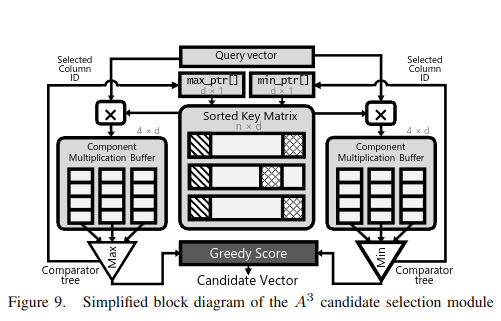 Query vector
Selected
Column
ID
max_ptr[]
d × 1
min_ptr[]
d × 1
Selected
Column
ID
×
×
4 × d
Sorted Key Matrix
n × d
4 × d
Component
Multiplication Buffer
Component
Multiplication Buffer
Max
Greedy Score
Min
Comparator
tree
Candidate Vector
Comparator
tree
Figure 9. Simplified block diagram of the A³ candidate selection module